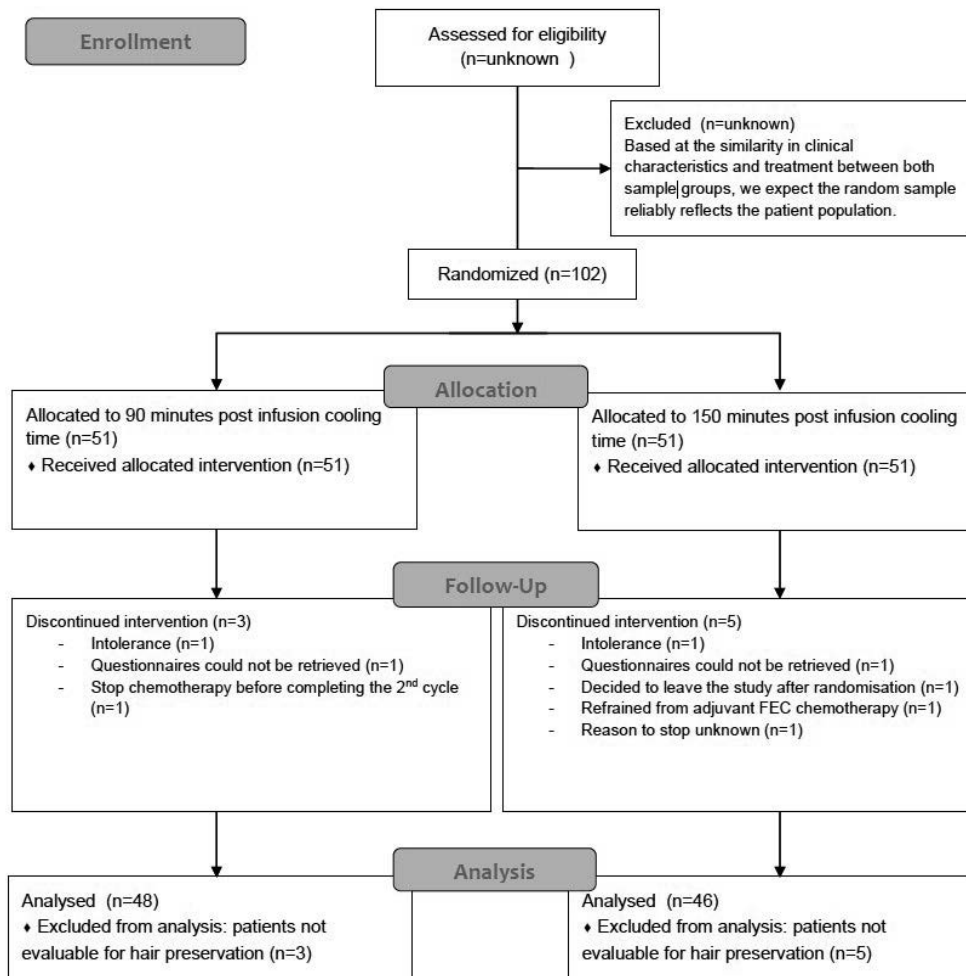 Enrollment
Assessed for eligibility
(n=unknown )
Excluded (n=unknown)
Based at the similarity in clinical
characteristics and treatment between both
sample groups, we expect the random sample
reliably reflects the patient population.
Randomized (n=102)
Allocation
Allocated to 90 minutes post infusion cooling
time (n=51)
♦ Received allocated intervention (n=51)
Allocated to 150 minutes post infusion cooling
time (n=51)
♦ Received allocated intervention (n=51)
Follow-Up
Discontinued intervention (n=3)
- Intolerance (n=1)
- Questionnaires could not be retrieved (n=1)
- Stop chemotherapy before completing the 2nd cycle
(n=1)
Discontinued intervention (n=5)
- Intolerance (n=1)
- Questionnaires could not be retrieved (n=1)
- Decided to leave the study after randomisation (n=1)
- Refrained from adjuvant FEC chemotherapy (n=1)
- Reason to stop unknown (n=1)
Analysis
Analysed (n=48)
♦ Excluded from analysis: patients not
evaluable for hair preservation (n=3)
Analysed (n=46)
♦ Excluded from analysis: patients not
evaluable for hair preservation (n=5)